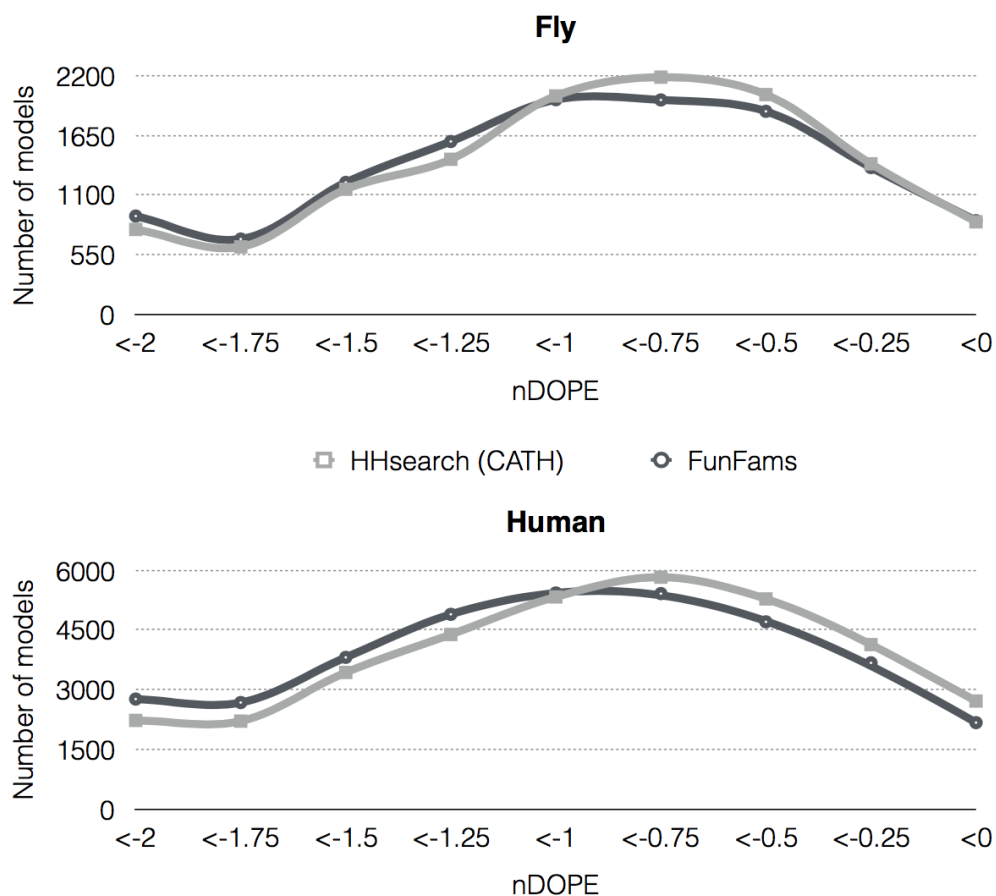 Fly
Number of models
2200
1650
1100
550
0
<-2 <-1.75 <-1.5 <-1.25 <-1 <-0.75 <-0.5 <-0.25 <0
nDOPE
HHsearch (CATH) FunFams
Human
Number of models
6000
4500
3000
1500
0
<-2 <-1.75 <-1.5 <-1.25 <-1 <-0.75 <-0.5 <-0.25 <0
nDOPE